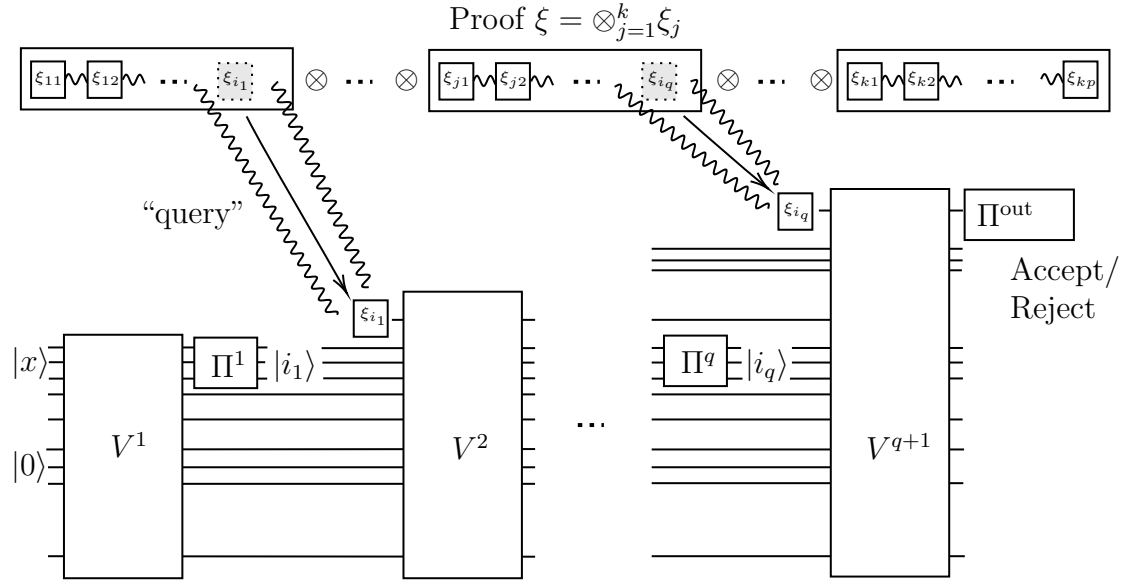 Proof ξ = ⊗_{j=1}^{k} ξ_j
ξ_{11} ξ_{12} ... ξ_{i_1} ⊗ ... ⊗ ξ_{j1} ξ_{j2} ... ξ_{i_q} ⊗ ... ⊗ ξ_{k1} ξ_{k2} ... ξ_{kp}
“query”
ξ_{i_q} Π^{out}
Accept/
Reject
ξ_{i_1}
|x⟩ Π^1 |i_1⟩ Π^q |i_q⟩
V^1 V^2 ... V^{q+1}
|0⟩